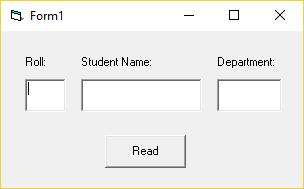 Form1
Roll: Student Name: Department:
Read